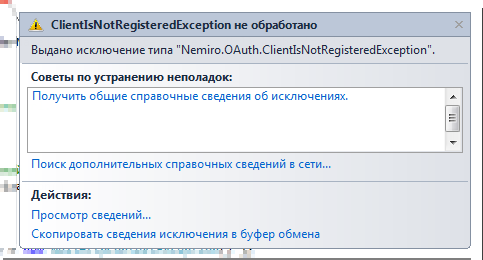 ClientIsNotRegisteredException не обработано
Выдано исключение типа "Nemiro.OAuth.ClientIsNotRegisteredException".
Советы по устранению неполадок:
Получить общие справочные сведения об исключениях.
Поиск дополнительных справочных сведений в сети...
Действия:
Просмотр сведений...
Скопировать сведения исключения в буфер обмена